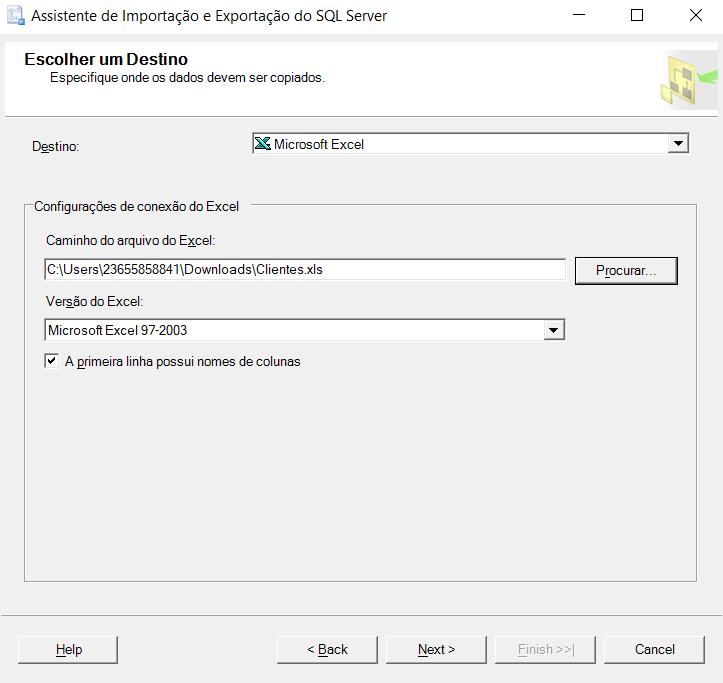 Assistente de Importação e Exportação do SQL Server
Escolher um Destino
Especifique onde os dados devem ser copiados.
Destino:
Microsoft Excel
Configurações de conexão do Excel
Caminho do arquivo do Excel:
C:\Users\23655858841\Downloads\Clientes.xls
Procurar...
Versão do Excel:
Microsoft Excel 97-2003
A primeira linha possui nomes de colunas
Help
< Back
Next >
Finish >>|
Cancel